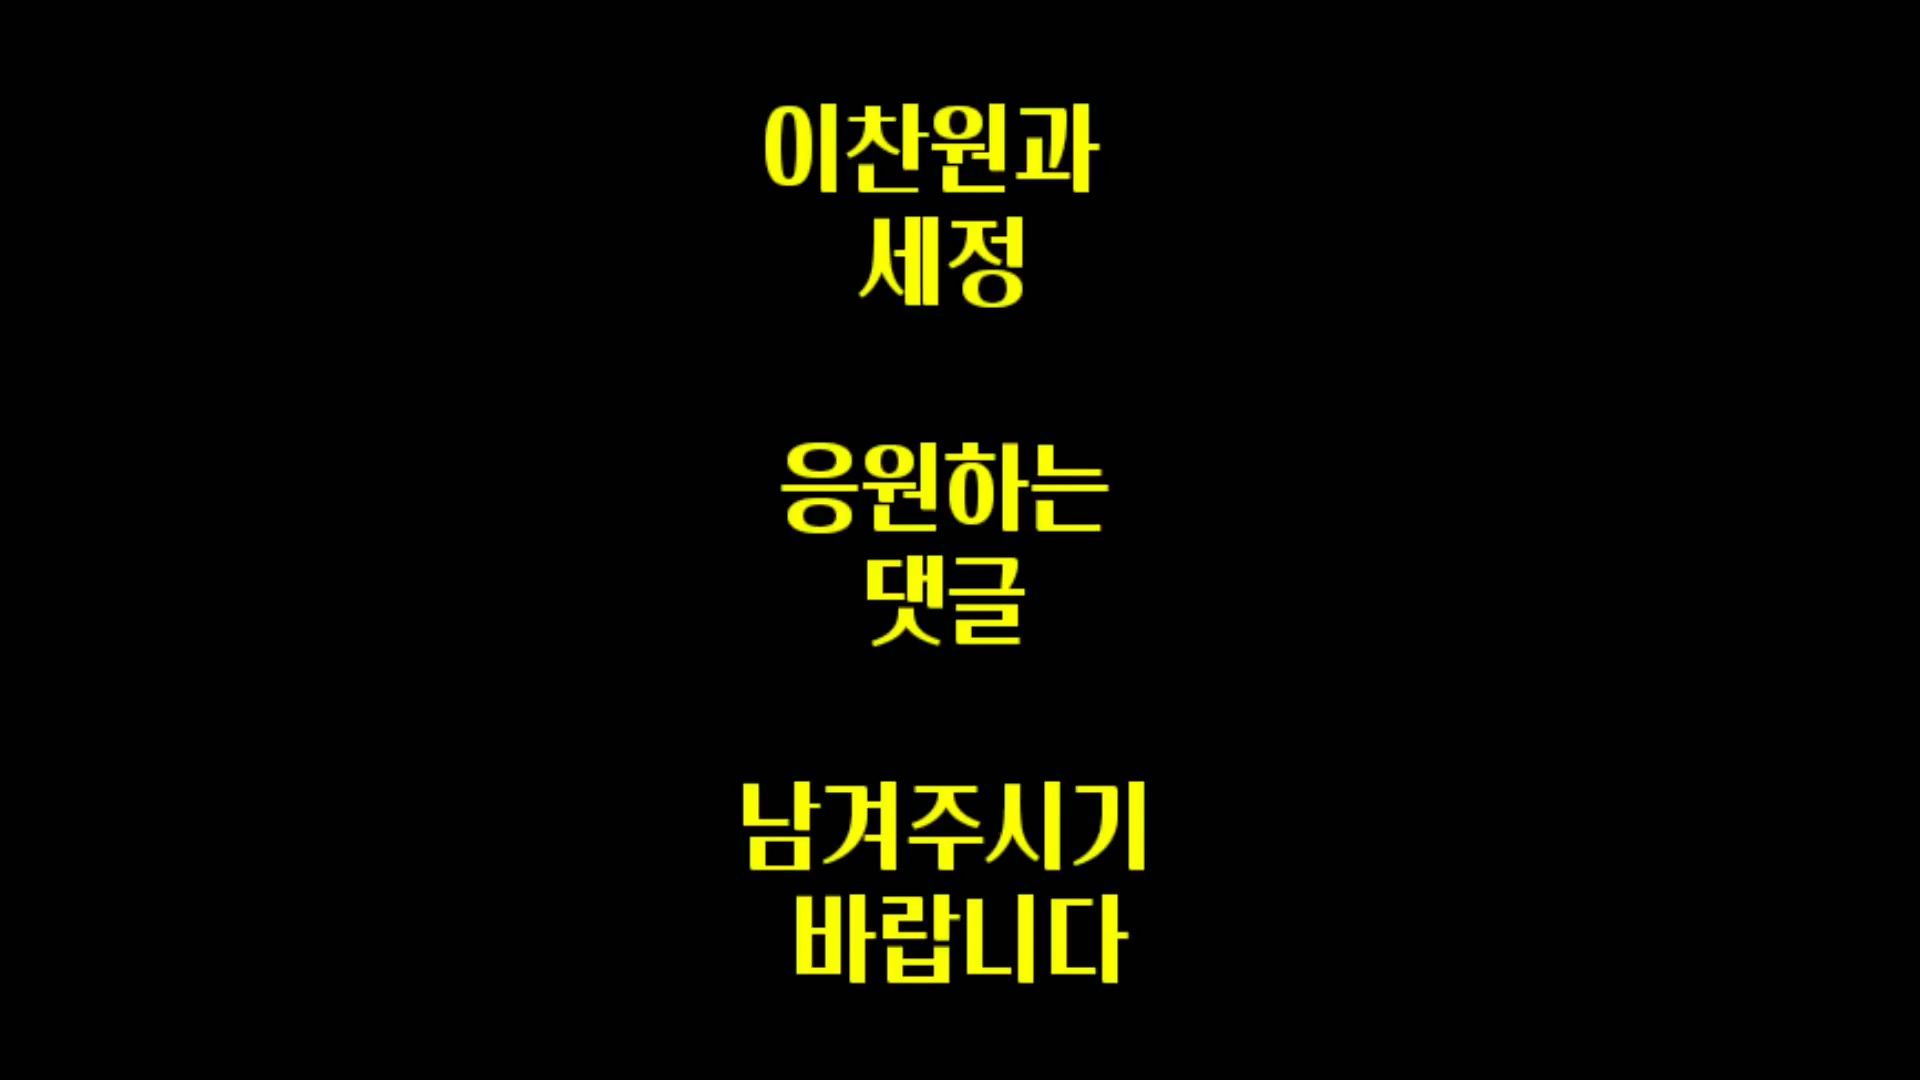 이찬원과
세정
응원하는
댓글
남겨주시기
바랍니다